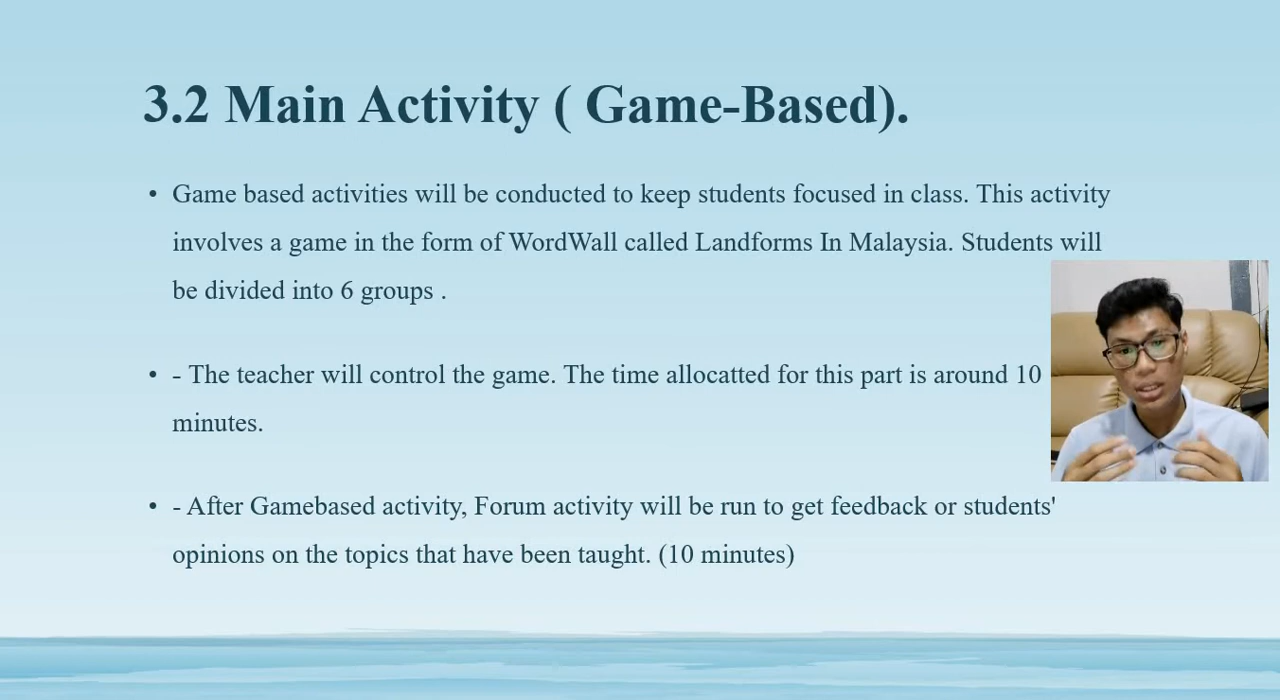 3.2 Main Activity ( Game-Based).
• Game based activities will be conducted to keep students focused in class. This activity
involves a game in the form of WordWall called Landforms In Malaysia. Students will
be divided into 6 groups .
• - The teacher will control the game. The time allocatted for this part is around 10
minutes.
• - After Gamebased activity, Forum activity will be run to get feedback or students'
opinions on the topics that have been taught. (10 minutes)